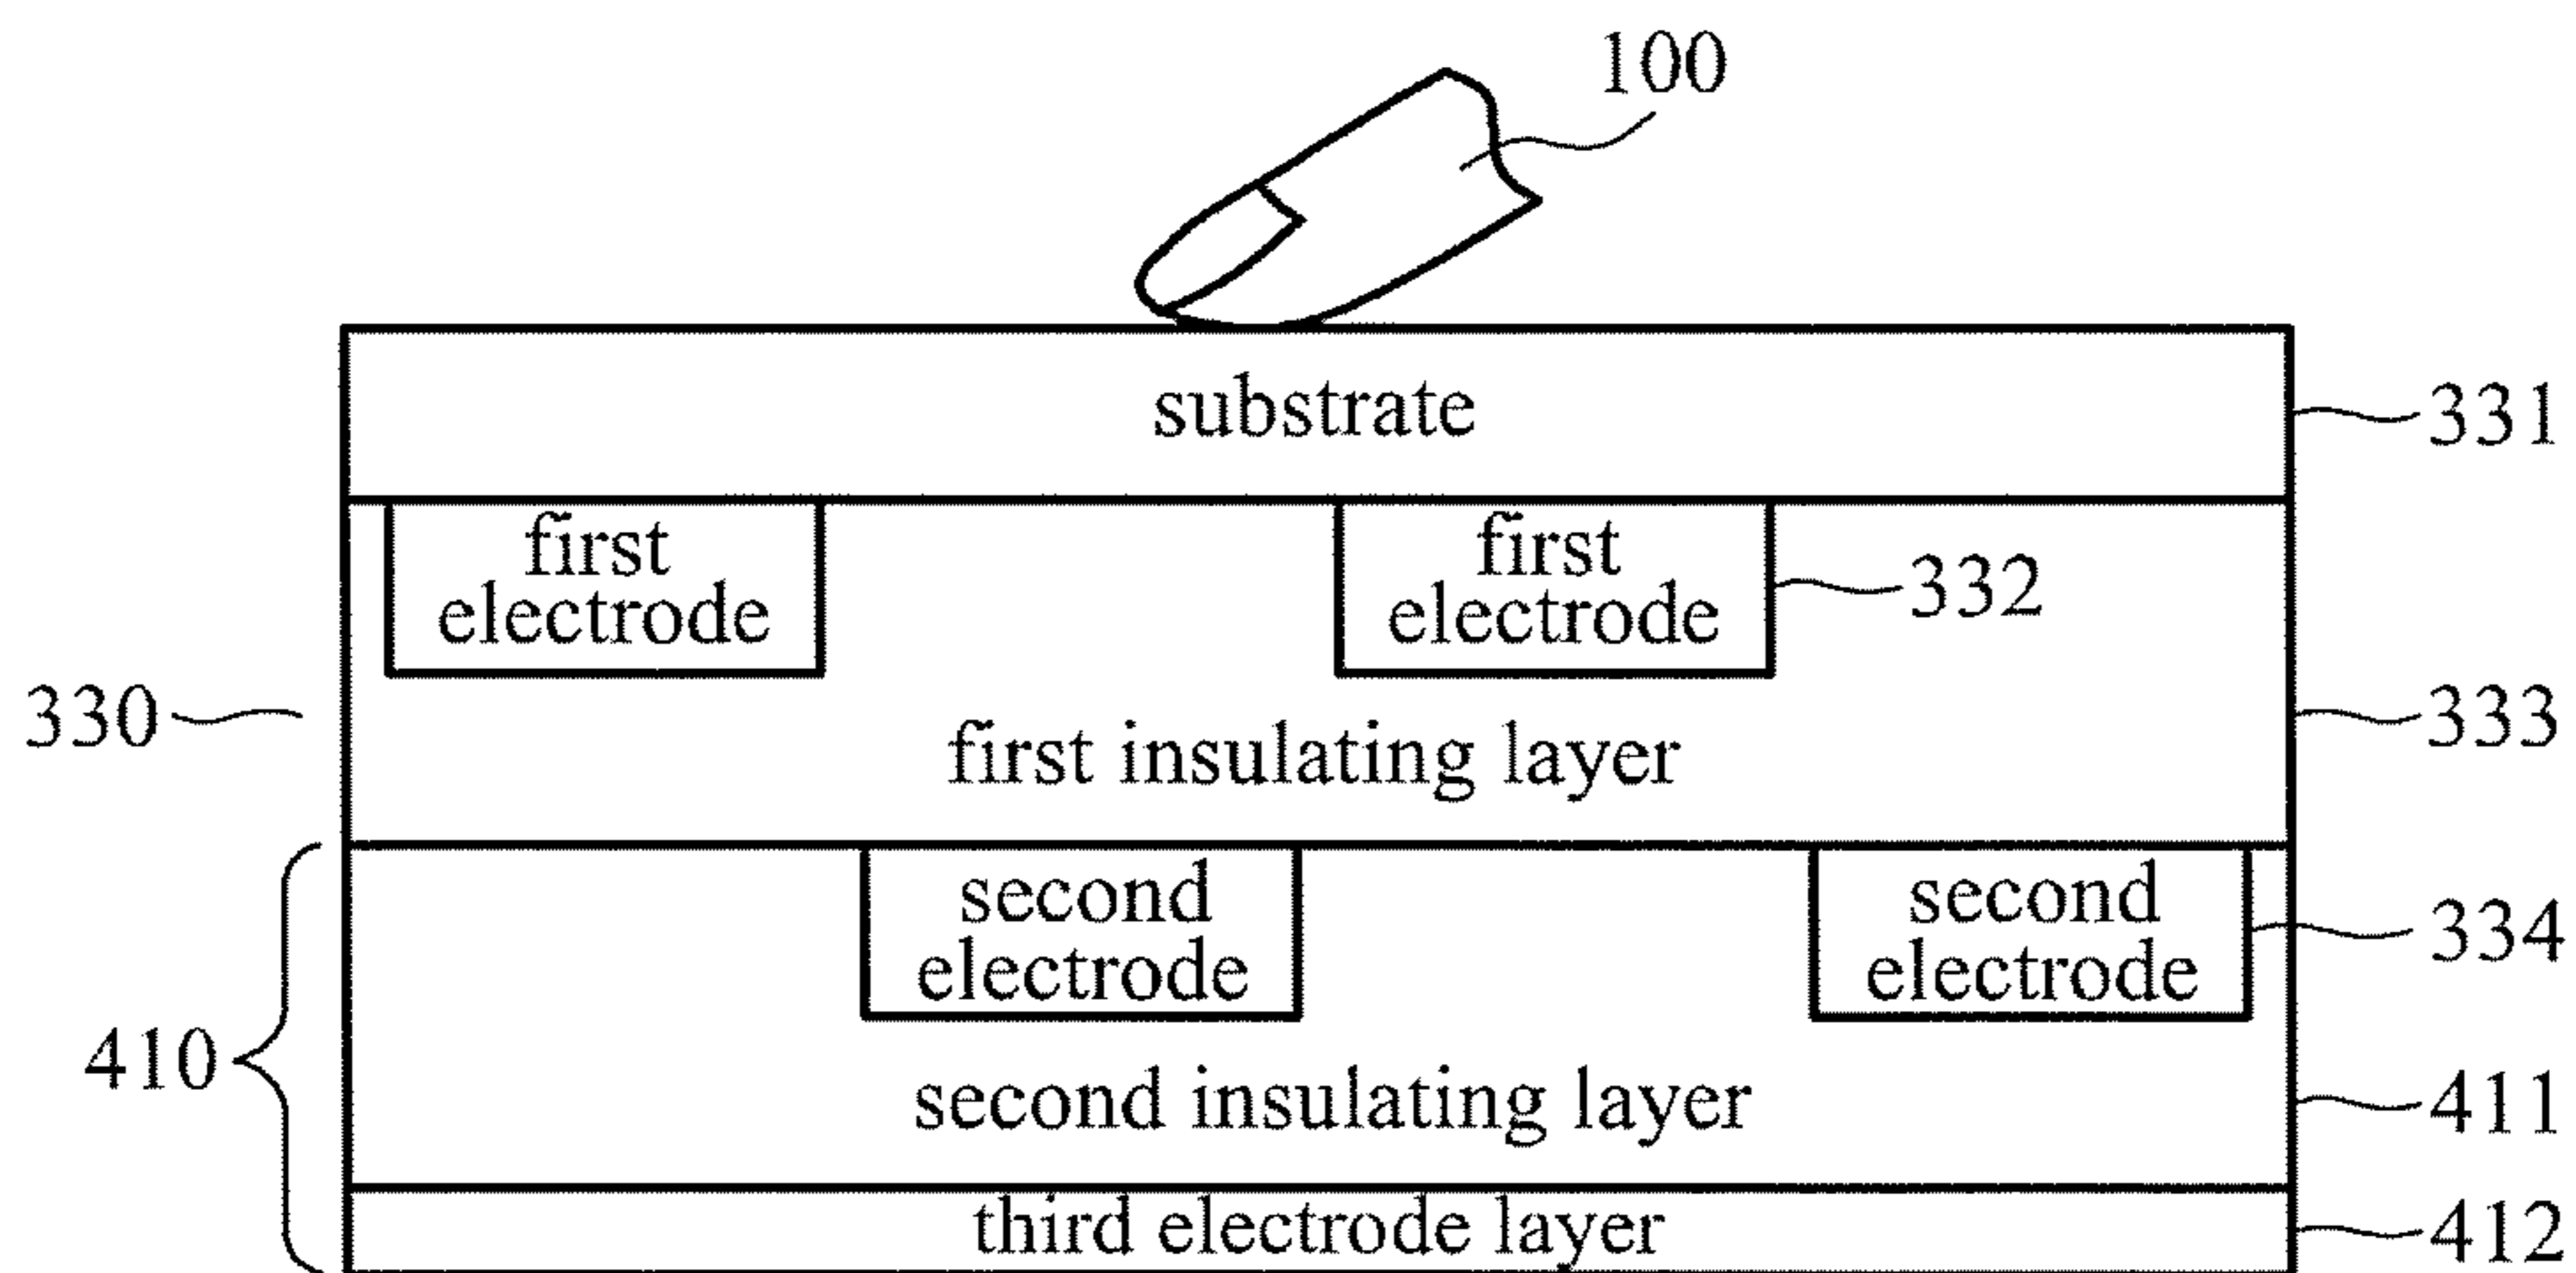 100
substrate
331
first
electrode
first
electrode
332
330
first insulating layer
333
second
electrode
second
electrode
334
410
second insulating layer
411
third electrode layer
412